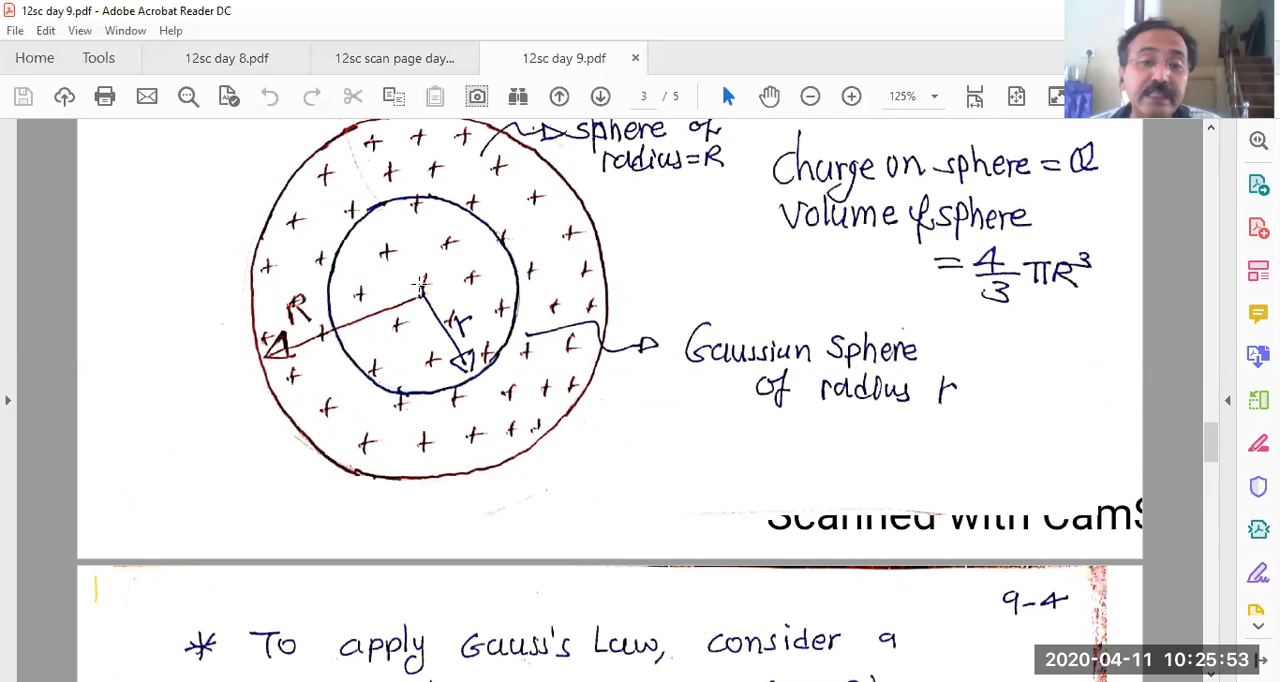 12sc day 9.pdf - Adobe Acrobat Reader DC
File Edit View Window Help
Home Tools 12sc day 8.pdf 12sc scan page day... 12sc day 9.pdf ×
3 / 5 125%
sphere of
radius = R
Charge on sphere = Q
Volume of sphere
= 4/3 πR³
R
r
Gaussian Sphere
of radius r
Scanned with CamS
9-4
* To apply Gauss's Law, consider a
2020-04-11 10:25:53